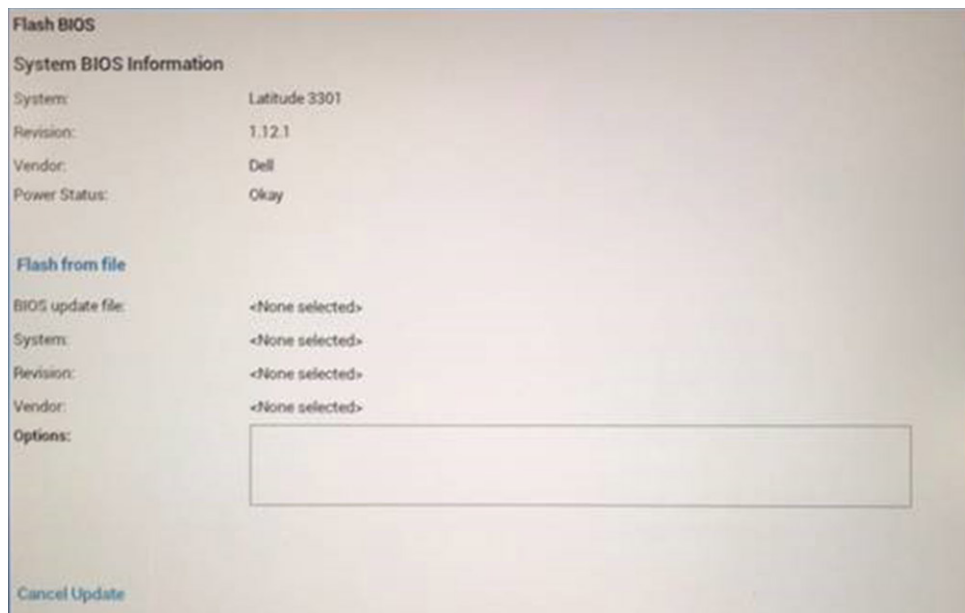 Flash BIOS
System BIOS Information
System: Latitude 3301
Revision: 1.12.1
Vendor: Dell
Power Status: Okay
Flash from file
BIOS update file: <None selected>
System: <None selected>
Revision: <None selected>
Vendor: <None selected>
Options:
Cancel Update